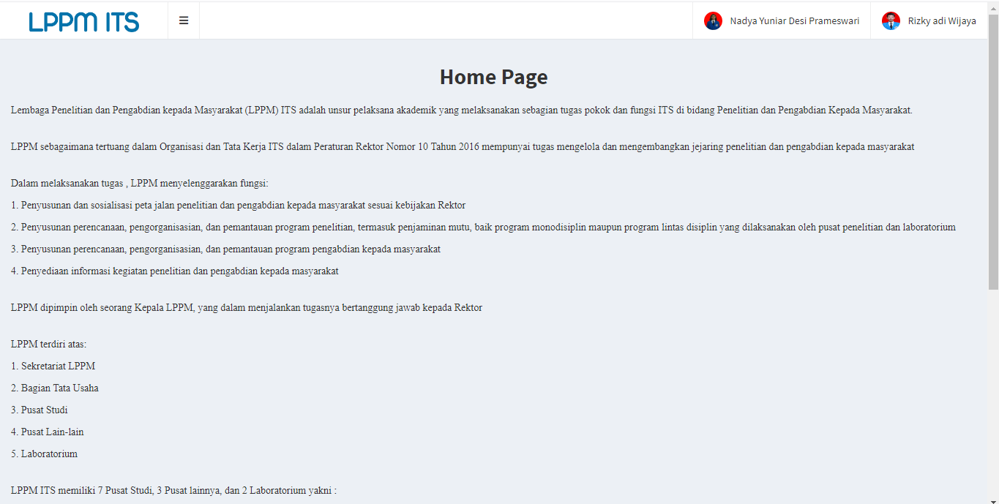 LPPM ITS
Nadya Yuniar Desi Prameswari
Rizky adi Wijaya
Home Page
Lembaga Penelitian dan Pengabdian kepada Masyarakat (LPPM) ITS adalah unsur pelaksana akademik yang melaksanakan sebagian tugas pokok dan fungsi ITS di bidang Penelitian dan Pengabdian Kepada Masyarakat.
LPPM sebagaimana tertuang dalam Organisasi dan Tata Kerja ITS dalam Peraturan Rektor Nomor 10 Tahun 2016 mempunyai tugas mengelola dan mengembangkan jejaring penelitian dan pengabdian kepada masyarakat
Dalam melaksanakan tugas , LPPM menyelenggarakan fungsi:
1. Penyusunan dan sosialisasi peta jalan penelitian dan pengabdian kepada masyarakat sesuai kebijakan Rektor
2. Penyusunan perencanaan, pengorganisasian, dan pemantauan program penelitian, termasuk penjaminan mutu, baik program monodisiplin maupun program lintas disiplin yang dilaksanakan oleh pusat penelitian dan laboratorium
3. Penyusunan perencanaan, pengorganisasian, dan pemantauan program pengabdian kepada masyarakat
4. Penyediaan informasi kegiatan penelitian dan pengabdian kepada masyarakat
LPPM dipimpin oleh seorang Kepala LPPM, yang dalam menjalankan tugasnya bertanggung jawab kepada Rektor
LPPM terdiri atas:
1. Sekretariat LPPM
2. Bagian Tata Usaha
3. Pusat Studi
4. Pusat Lain-lain
5. Laboratorium
LPPM ITS memiliki 7 Pusat Studi, 3 Pusat lainnya, dan 2 Laboratorium yakni :